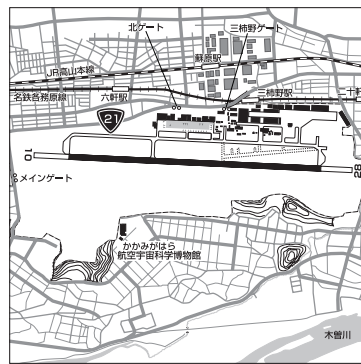 北ゲート
三柿野ゲート
蘇原駅
JR高山本線
名鉄各務原線
六軒駅
三柿野駅
二十軒
21
10
28
メインゲート
かかみがはら
航空宇宙科学博物館
木曽川